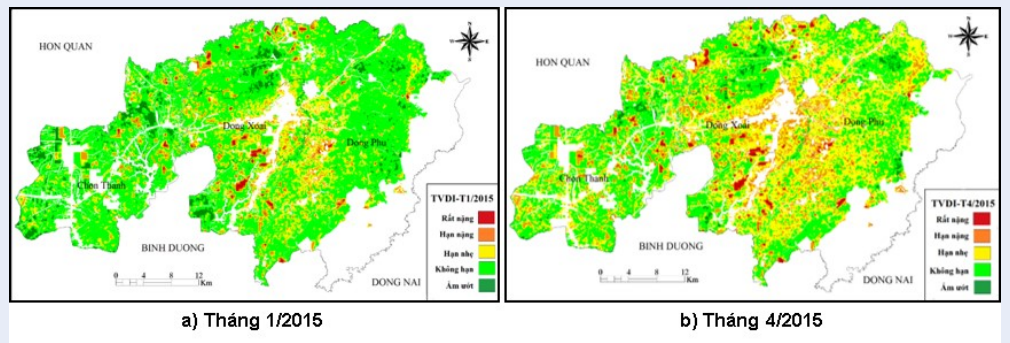 HON QUAN
N
W
E
S
Dong Xoai
Dong Phu
Chon Thanh
BINH DUONG
DONG NAI
0 4 8 12
Km
TVDI-T1/2015
Rất nặng
Hạn nặng
Hạn nhẹ
Không hạn
Ẩm ướt
a) Tháng 1/2015
HON QUAN
N
W
E
S
Dong Xoai
Dong Phu
Chon Thanh
BINH DUONG
DONG NAI
0 4 8 12
Km
TVDI-T4/2015
Rất nặng
Hạn nặng
Hạn nhẹ
Không hạn
Ẩm ướt
b) Tháng 4/2015